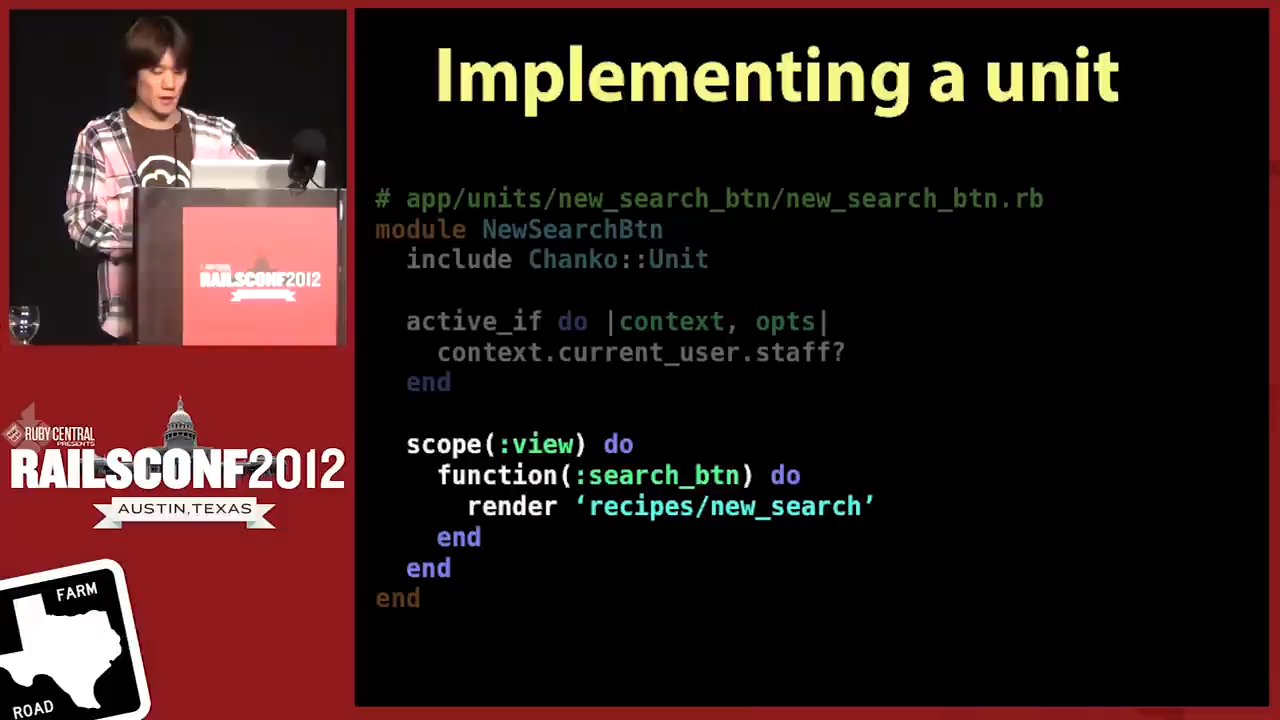 Implementing a unit
# app/units/new_search_btn/new_search_btn.rb
module NewSearchBtn
include Chanko::Unit
active_if do |context, opts|
context.current_user.staff?
end
scope(:view) do
function(:search_btn) do
render ‘recipes/new_search’
end
end
end
RAILSCONF2012
RUBY CENTRAL
PRESENTS
RAILSCONF2012
AUSTIN, TEXAS
FARM
ROAD